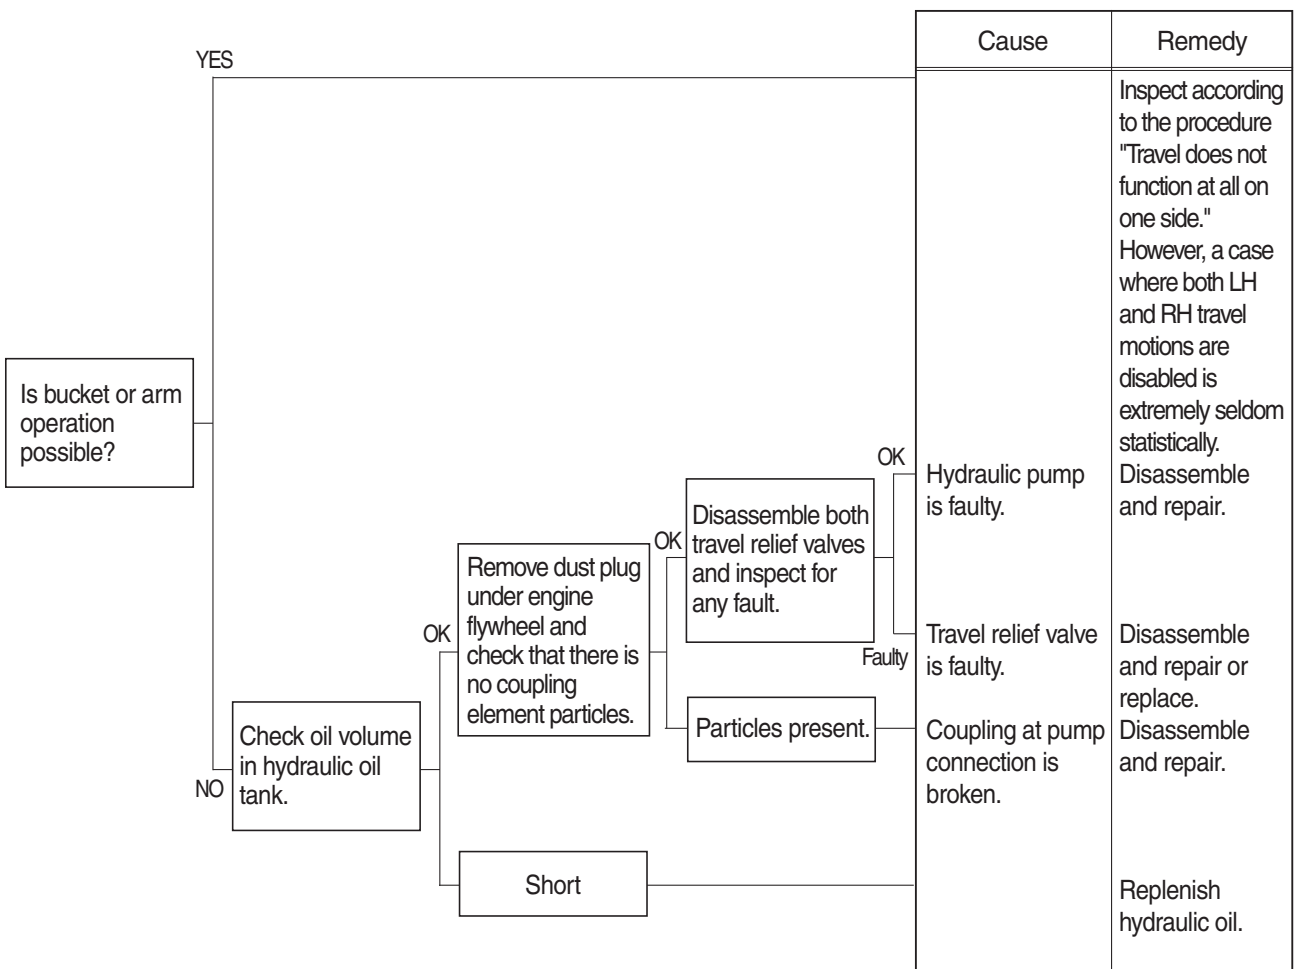 Cause
Remedy
YES
Inspect according
to the procedure
"Travel does not
function at all on
one side."
However, a case
where both LH
and RH travel
motions are
disabled is
extremely seldom
statistically.
Is bucket or arm
operation
possible?
NO
Check oil volume
in hydraulic oil
tank.
OK
Remove dust plug
under engine
flywheel and
check that there is
no coupling
element particles.
OK
Disassemble both
travel relief valves
and inspect for
any fault.
OK
Hydraulic pump
is faulty.
Disassemble
and repair.
Faulty
Travel relief valve
is faulty.
Disassemble
and repair or
replace.
Particles present.
Coupling at pump
connection is
broken.
Disassemble
and repair.
Short
Replenish
hydraulic oil.